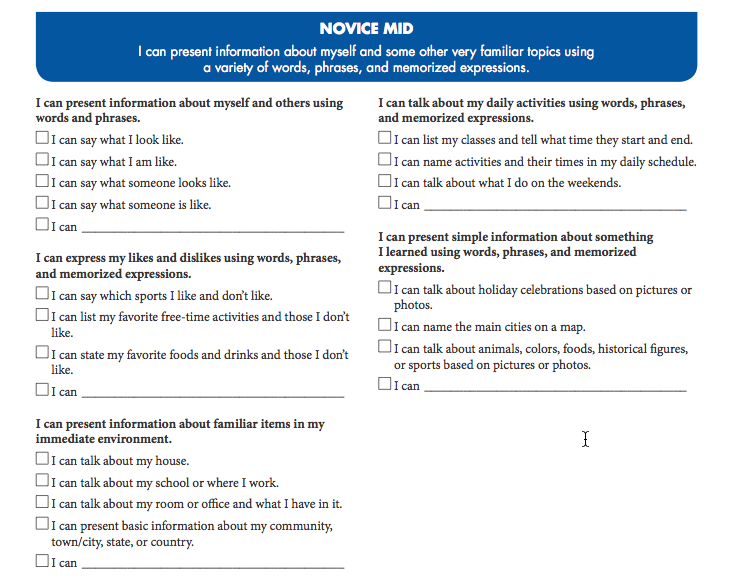 NOVICE MID
I can present information about myself and some other very familiar topics using
a variety of words, phrases, and memorized expressions.
I can present information about myself and others using
words and phrases.
I can say what I look like.
I can say what I am like.
I can say what someone looks like.
I can say what someone is like.
I can
I can express my likes and dislikes using words, phrases,
and memorized expressions.
I can say which sports I like and don't like.
I can list my favorite free-time activities and those I don't
like.
I can state my favorite foods and drinks and those I don't
like.
I can
I can present information about familiar items in my
immediate environment.
I can talk about my house.
I can talk about my school or where I work.
I can talk about my room or office and what I have in it.
I can present basic information about my community,
town/city, state, or country.
I can
I can talk about my daily activities using words, phrases,
and memorized expressions.
I can list my classes and tell what time they start and end.
I can name activities and their times in my daily schedule.
I can talk about what I do on the weekends.
I can
I can present simple information about something
I learned using words, phrases, and memorized
expressions.
I can talk about holiday celebrations based on pictures or
photos.
I can name the main cities on a map.
I can talk about animals, colors, foods, historical figures,
or sports based on pictures or photos.
I can